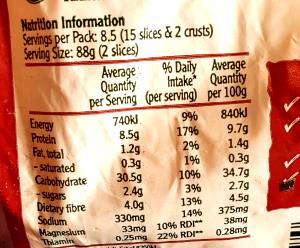 Nutrition Information
Servings per Pack: 8.5 (15 slices & 2 crusts)
Serving Size: 88g (2 slices)
Average Quantity per Serving % Daily Intake* (per serving) Average Quantity per 100g
Energy 740kJ 9% 840kJ
Protein 8.5g 17% 9.7g
Fat, total 1.2g 2% 1.4g
- saturated 0.3g 1% 0.3g
Carbohydrate 30.5g 10% 34.7g
- sugars 2.4g 3% 2.7g
Dietary fibre 4.0g 13% 4.5g
Sodium 330mg 14% 375mg
Magnesium 33mg 10% RDI** 38mg
Thiamin 0.25mg 22% RDI** 0.28mg